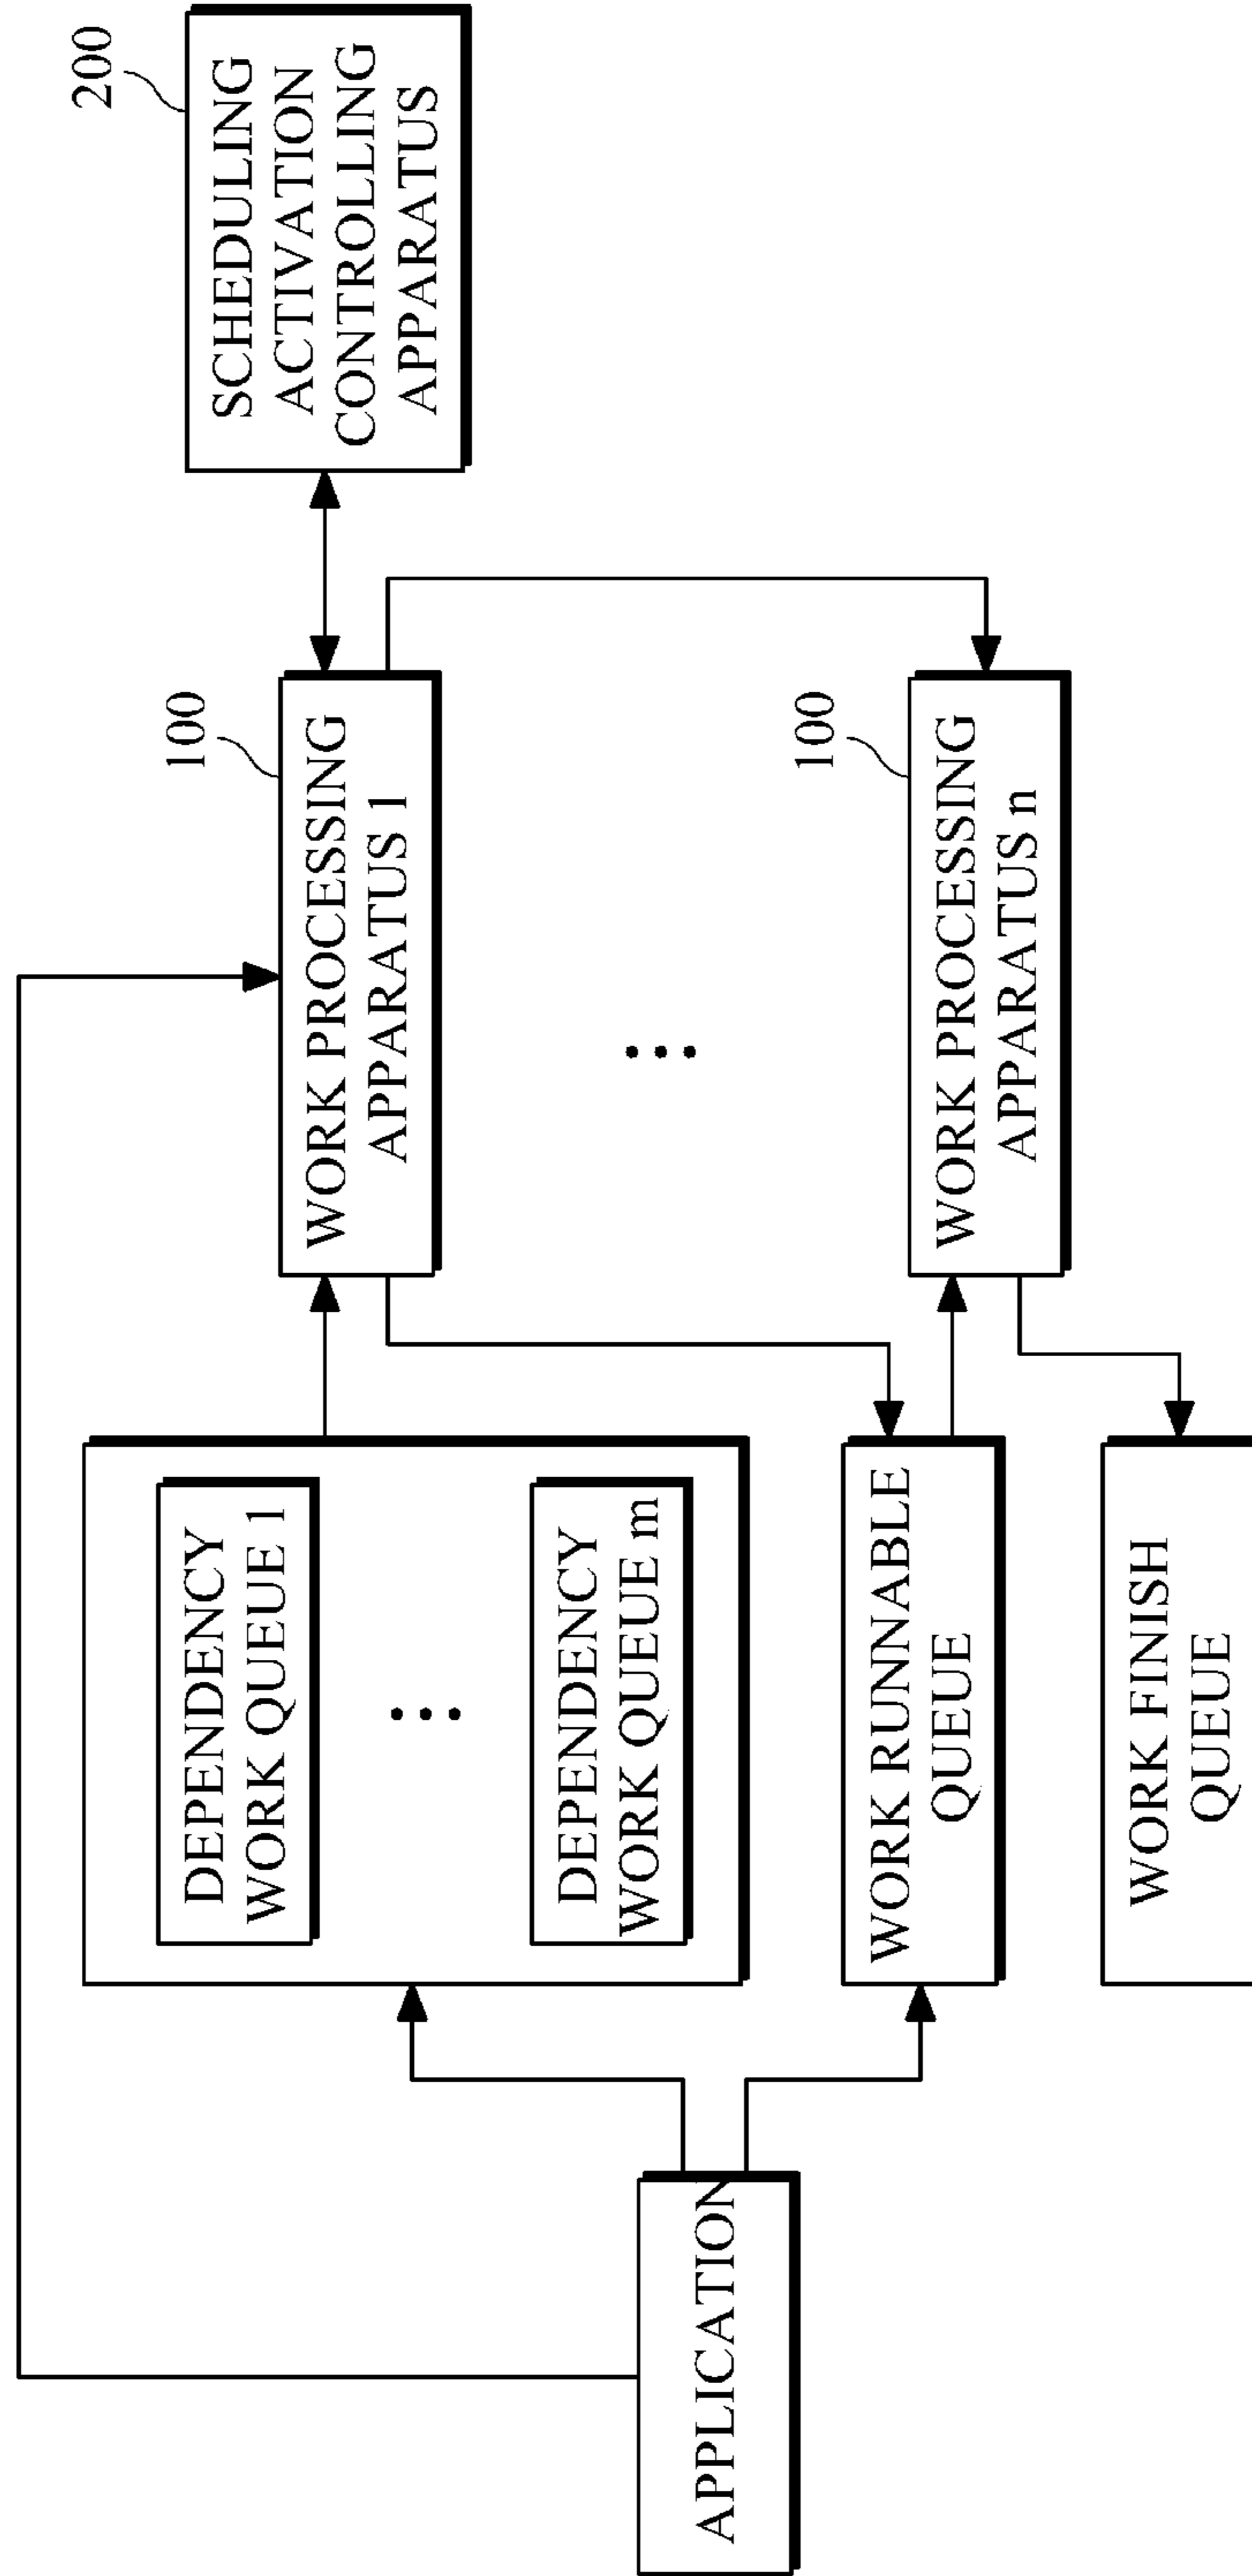 200
SCHEDULING
ACTIVATION
CONTROLLING
APPARATUS
100
WORK PROCESSING
APPARATUS 1
100
WORK PROCESSING
APPARATUS n
DEPENDENCY
WORK QUEUE 1
DEPENDENCY
WORK QUEUE m
WORK RUNNABLE
QUEUE
WORK FINISH
QUEUE
APPLICATION